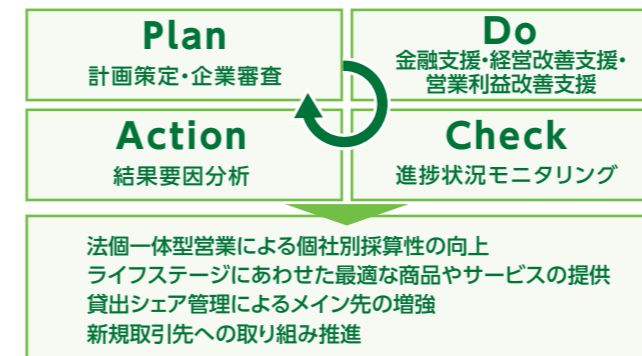 Plan
計画策定・企業審査
Do
金融支援・経営改善支援・
営業利益改善支援
Action
結果要因分析
Check
進捗状況モニタリング
法個一体型営業による個社別採算性の向上
ライフステージにあわせた最適な商品やサービスの提供
貸出シェア管理によるメイン先の増強
新規取引先への取り組み推進